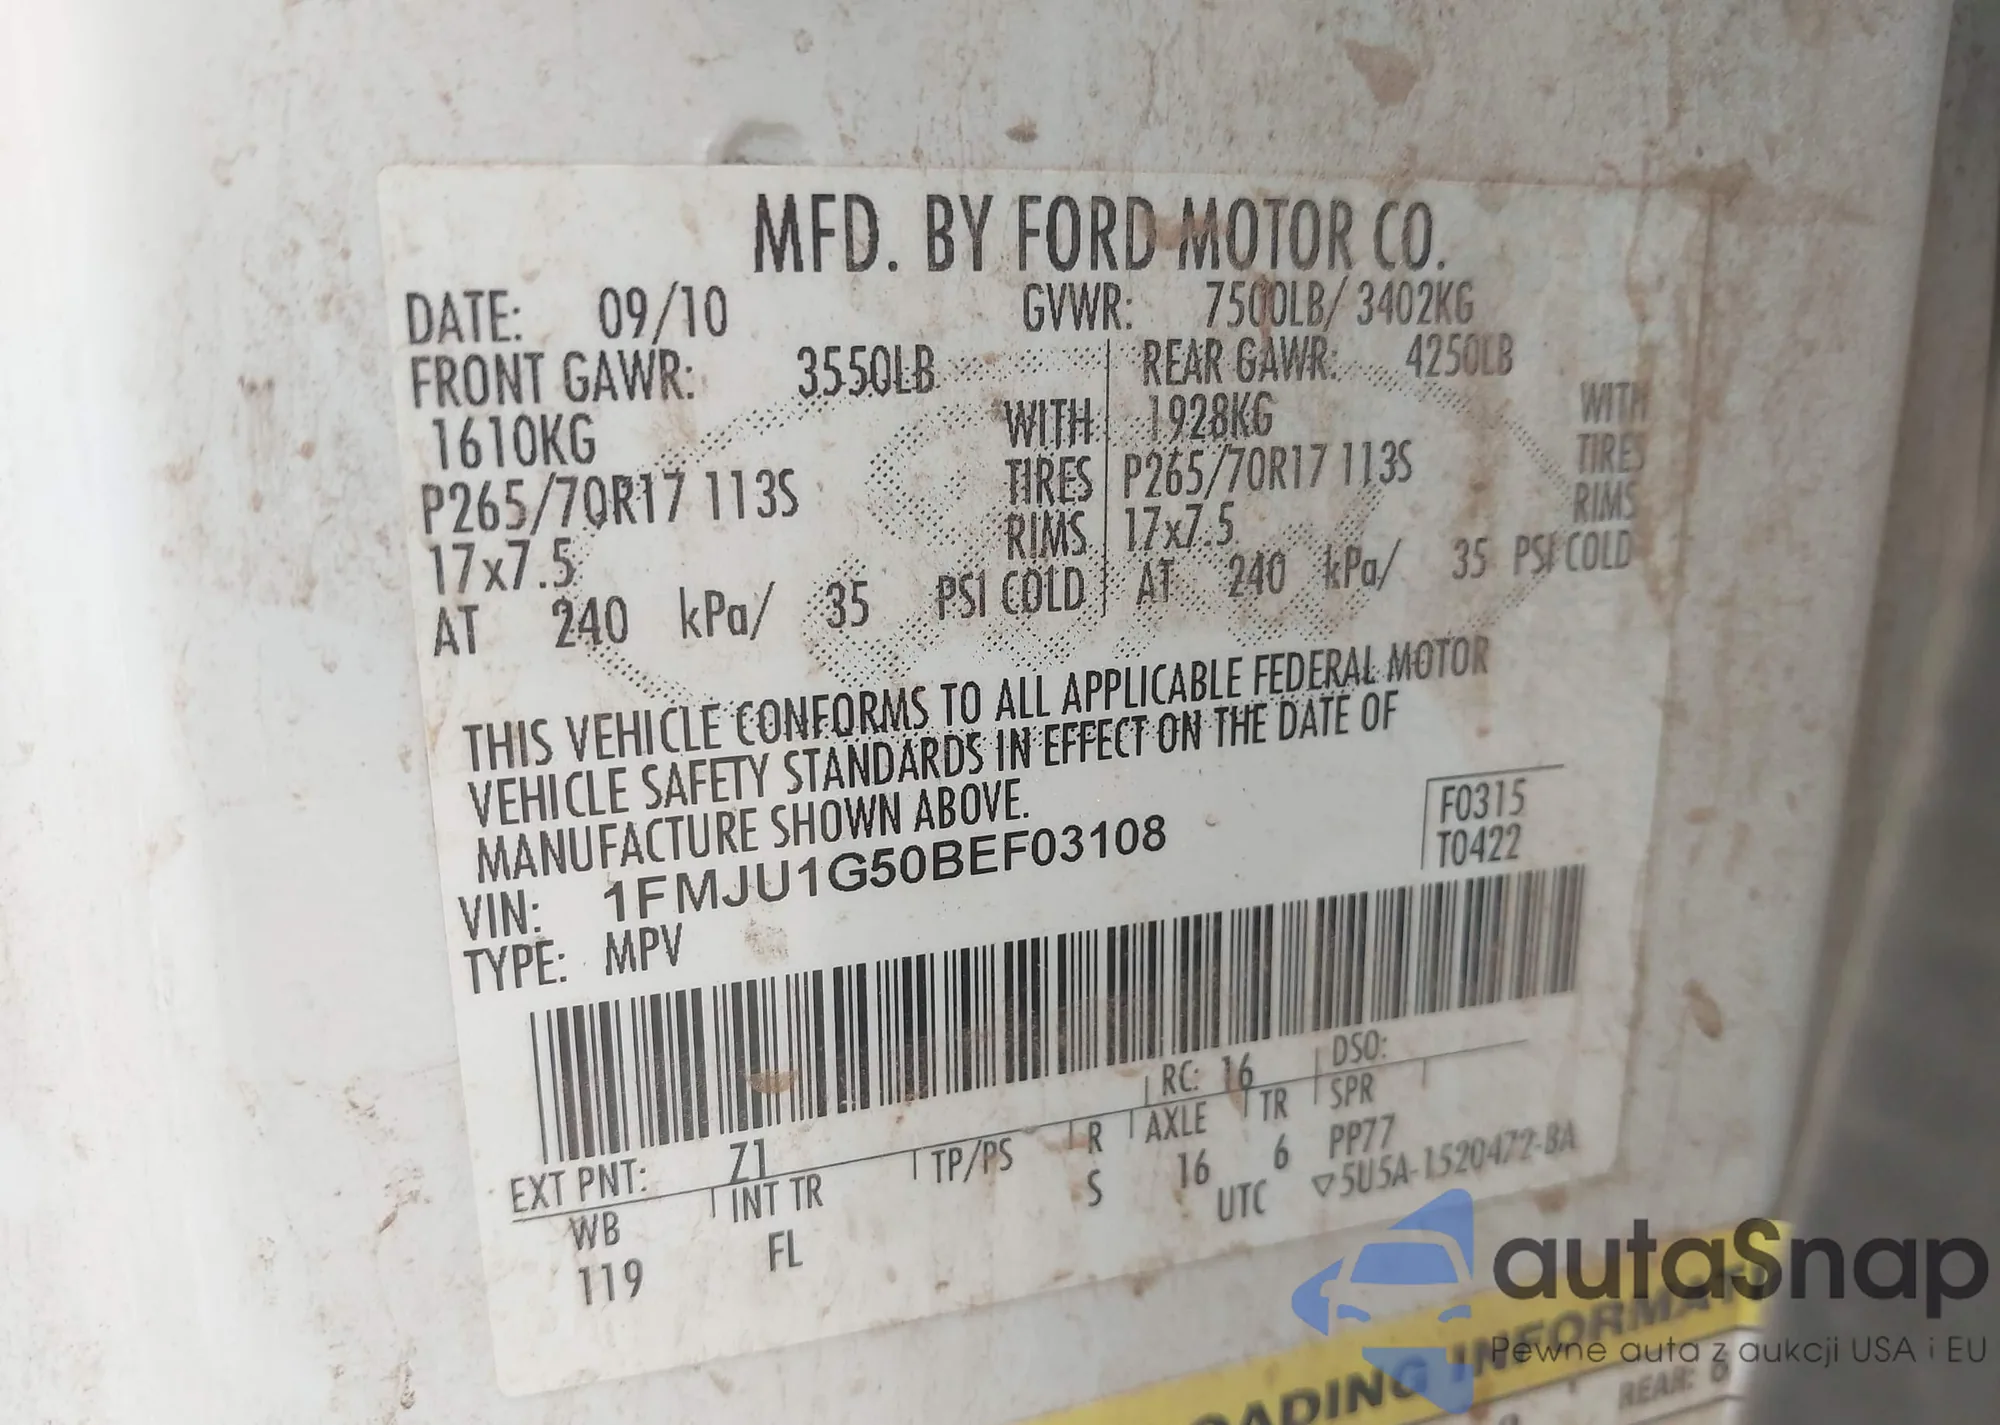 MFD. BY FORD MOTOR CO.
DATE: 09/10 GVWR: 7500LB/ 3402KG
FRONT GAWR: 3550LB REAR GAWR: 4250LB
1610KG WITH 1928KG WITH
P265/70R17 113S TIRES P265/70R17 113S TIRES
17x7.5 RIMS 17x7.5 RIMS
AT 240 kPa/ 35 PSI COLD AT 240 kPa/ 35 PSI COLD
THIS VEHICLE CONFORMS TO ALL APPLICABLE FEDERAL MOTOR
VEHICLE SAFETY STANDARDS IN EFFECT ON THE DATE OF
MANUFACTURE SHOWN ABOVE.
F0315
T0422
VIN: 1FMJU1G50BEF03108
TYPE: MPV
RC: 16 DSO:
EXT PNT: Z1
WB INT TR TP/PS R AXLE TR SPR
119 FL S 16 6 PP77
UTC ▽5U5A-1520472-BA
autaSnap
Pewne auta z aukcji USA i EU
REAR: